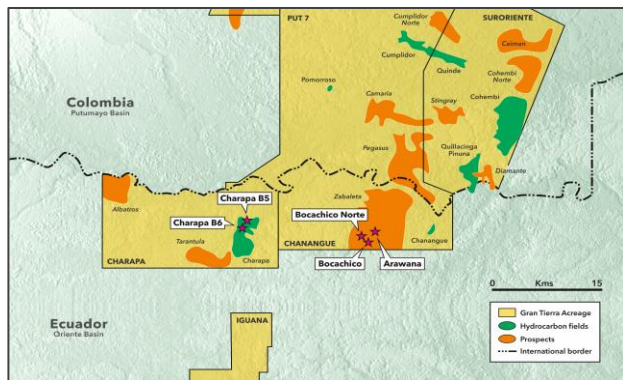 PUT 7
SURORIENTE
Cumplidor
Norte
Caiman
Cumplidor
Quinde
Cohembi
Norte
Pomorroso
Colombia
Putumayo Basin
Camaria
Stingray
Cohembi
Pegasus
Quillacinga
Pinuna
Diamante
Charapa B5
Albatros
Zabaleta
Charapa B6
Bocachico Norte
Chanangue
Tarantula
CHARAPA
Charapa
CHANANGUE
Bocachico
Arawana
0 Kms 15
Ecuador
Oriente Basin
IGUANA
Gran Tierra Acreage
Hydrocarbon fields
Prospects
International border